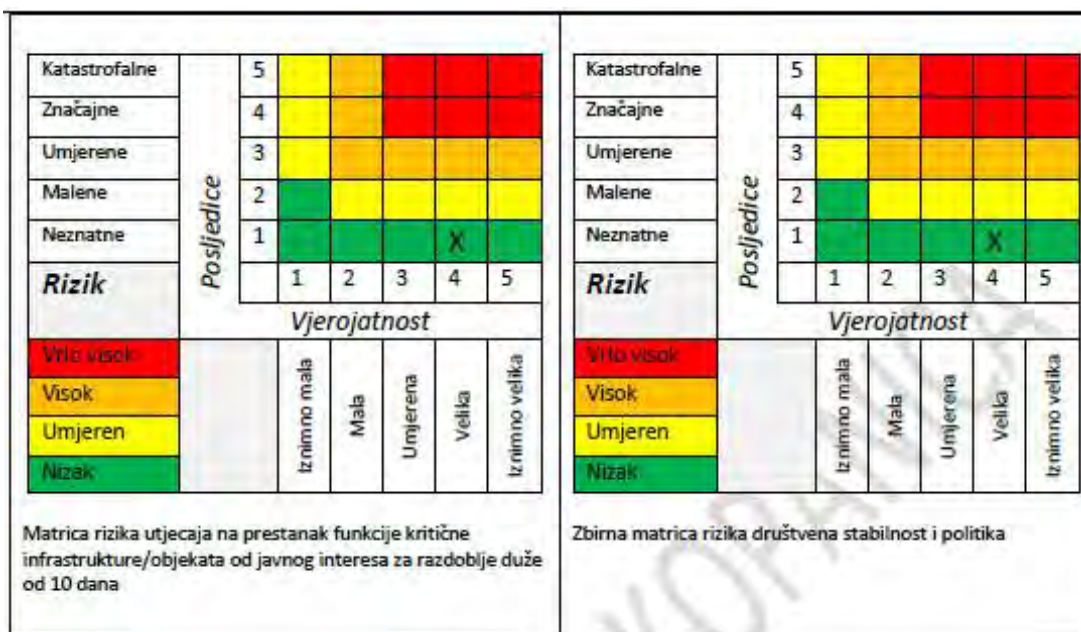 Katastrofalne 5
Značajne 4
Umjerene 3
Malene 2
Neznatne 1 X
Posljedice
Rizik 1 2 3 4 5
Vjerojatnost
Vrlo visok
Visok
Umjeren
Nizak
Iznimno mala
Mala
Umjerena
Velika
Iznimno velika
Matrica rizika utjecaja na prestanak funkcije kritične
infrastrukture/objekata od javnog interesa za razdoblje duže
od 10 dana
Katastrofalne 5
Značajne 4
Umjerene 3
Malene 2
Neznatne 1 X
Posljedice
Rizik 1 2 3 4 5
Vjerojatnost
Vrlo visok
Visok
Umjeren
Nizak
Iznimno mala
Mala
Umjerena
Velika
Iznimno velika
Zbirna matrica rizika društvena stabilnost i politika
KOPANICA